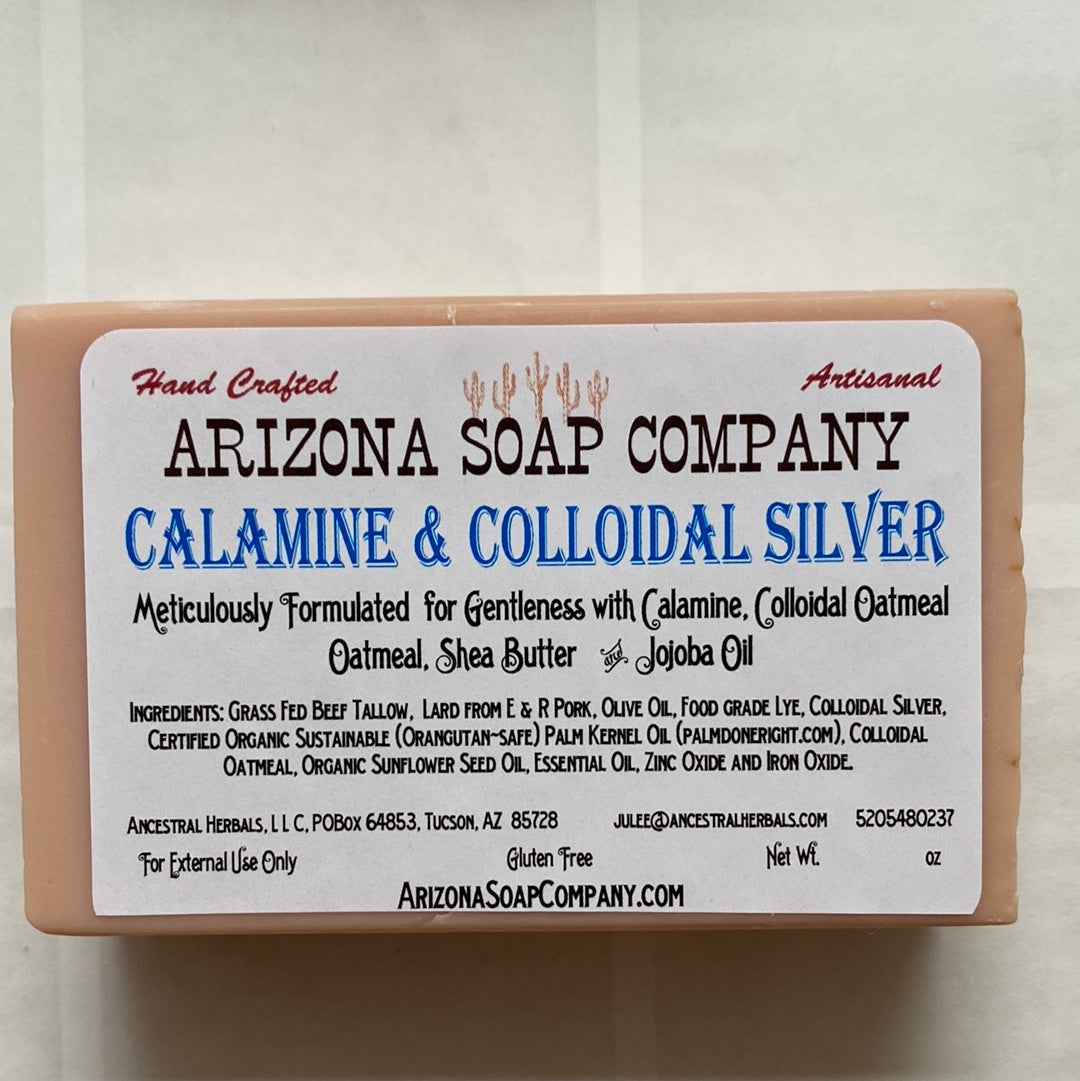 Hand Crafted Artisanal
ARIZONA SOAP COMPANY
CALAMINE & COLLOIDAL SILVER
Meticulously Formulated for Gentleness with Calamine, Colloidal Oatmeal
Oatmeal, Shea Butter and Jojoba Oil
INGREDIENTS: GRASS FED BEEF TALLOW, LARD FROM E & R PORK, OLIVE OIL, FOOD GRADE LYE, COLLOIDAL SILVER,
CERTIFIED ORGANIC SUSTAINABLE (ORANGUTAN~SAFE) PALM KERNEL OIL (PALMDONERIGHT.COM), COLLOIDAL
OATMEAL, ORGANIC SUNFLOWER SEED OIL, ESSENTIAL OIL, ZINC OXIDE AND IRON OXIDE.
ANCESTRAL HERBALS, L L C, POBOX 64853, TUCSON, AZ 85728 JULEE@ANCESTRALHERBALS.COM 5205480237
For External Use Only Gluten Free Net Wt. oz
ARIZONASOAPCOMPANY.COM